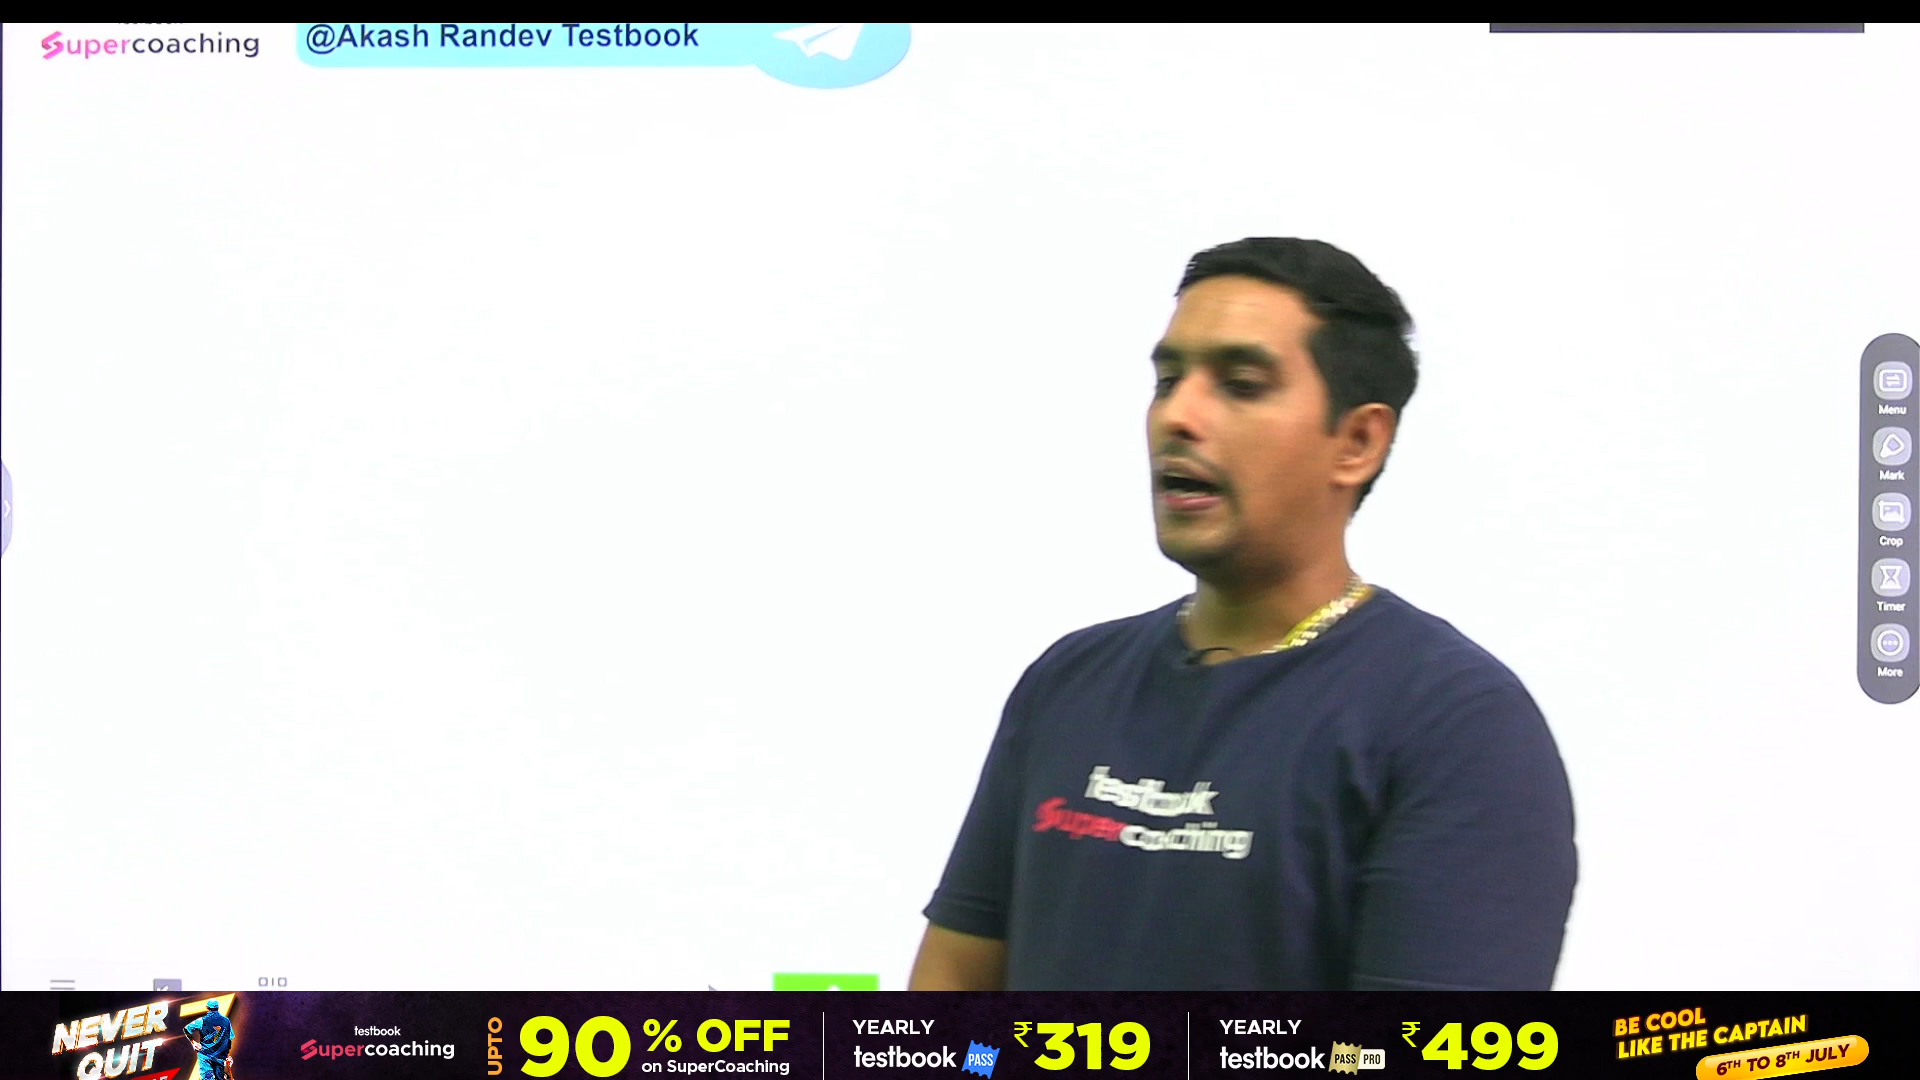 Supercoaching
@Akash Randev Testbook
Menu
Mark
Crop
Timer
More
testbook
Supercoaching
NEVER
QUIT
7
testbook
Supercoaching
UPTO
90% OFF
on SuperCoaching
YEARLY
testbook PASS
₹319
YEARLY
testbook PASS PRO
₹499
BE COOL
LIKE THE CAPTAIN
6TH TO 8TH JULY